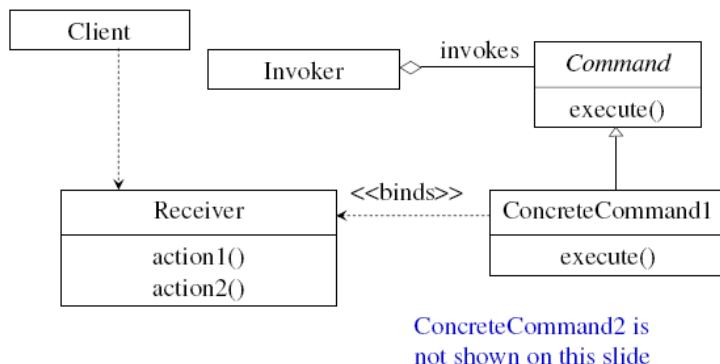 Client
Invoker
invokes
Command
execute()
Receiver
action1()
action2()
<<binds>>
ConcreteCommand1
execute()
ConcreteCommand2 is
not shown on this slide